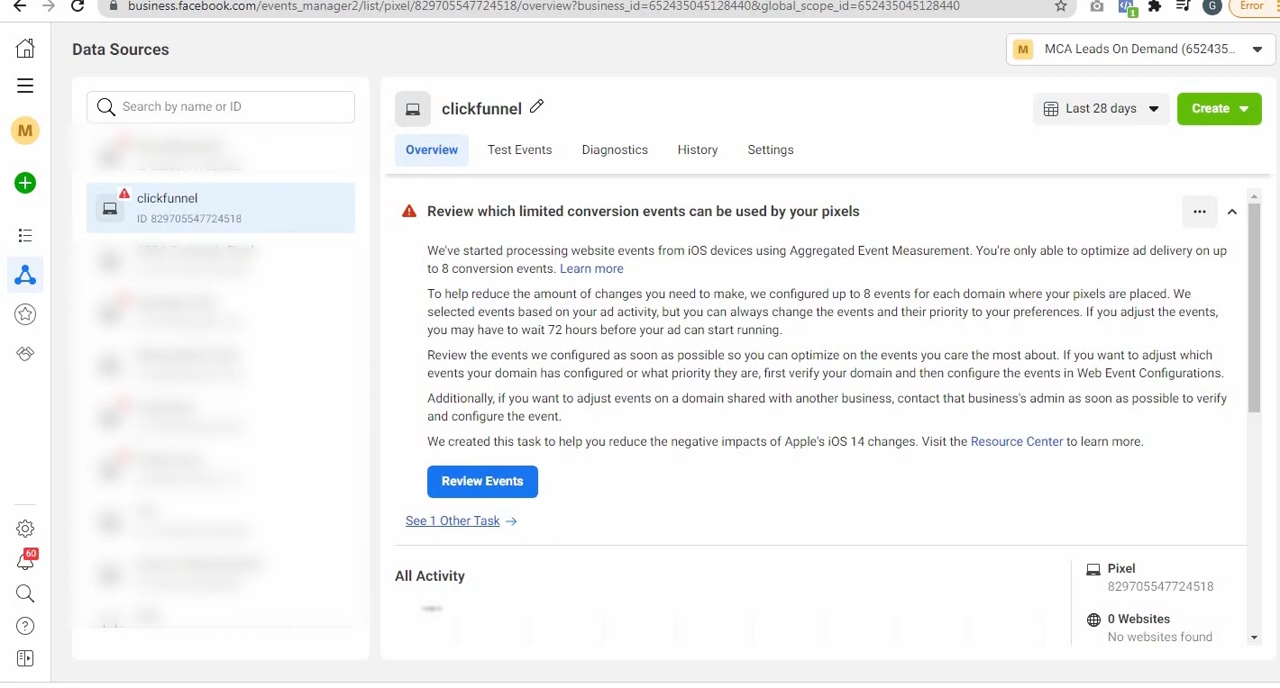 business.facebook.com/events_manager2/list/pixel/829705547724518/overview?business_id=652435045128440&global_scope_id=652435045128440
1
G
Error
Data Sources
M MCA Leads On Demand (652435...
M
Search by name or ID
clickfunnel
ID 829705547724518
clickfunnel
Last 28 days
Create
Overview
Test Events
Diagnostics
History
Settings
Review which limited conversion events can be used by your pixels
We've started processing website events from iOS devices using Aggregated Event Measurement. You're only able to optimize ad delivery on up
to 8 conversion events. Learn more
To help reduce the amount of changes you need to make, we configured up to 8 events for each domain where your pixels are placed. We
selected events based on your ad activity, but you can always change the events and their priority to your preferences. If you adjust the events,
you may have to wait 72 hours before your ad can start running.
Review the events we configured as soon as possible so you can optimize on the events you care the most about. If you want to adjust which
events your domain has configured or what priority they are, first verify your domain and then configure the events in Web Event Configurations.
Additionally, if you want to adjust events on a domain shared with another business, contact that business's admin as soon as possible to verify
and configure the event.
We created this task to help you reduce the negative impacts of Apple's iOS 14 changes. Visit the Resource Center to learn more.
Review Events
See 1 Other Task →
60
All Activity
Pixel
829705547724518
0 Websites
No websites found